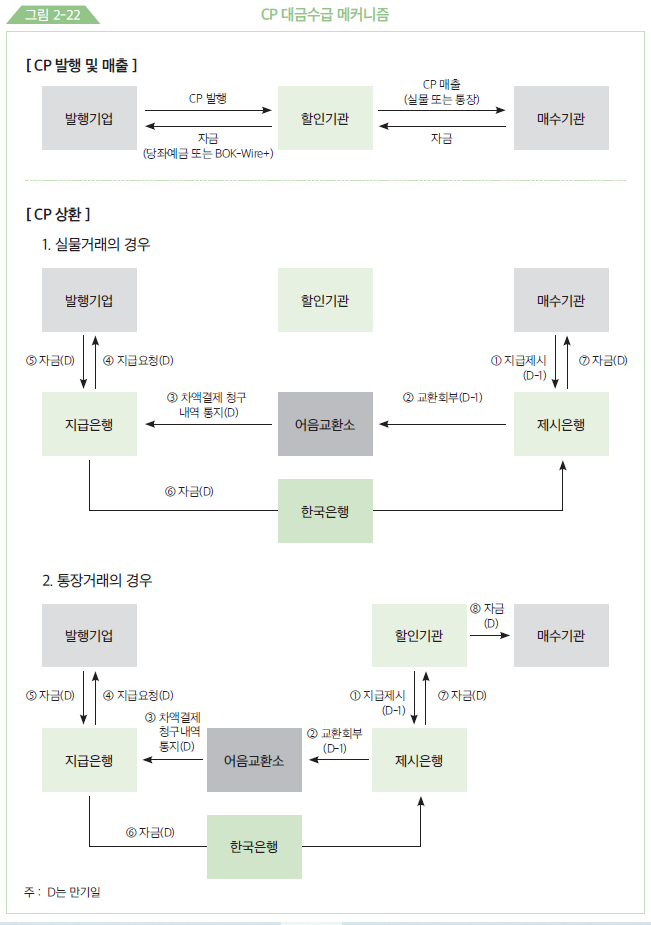 그림 2-22
CP 대금수급 메커니즘
[ CP 발행 및 매출 ]
발행기업
CP 발행
자금
(당좌예금 또는 BOK-Wire+)
할인기관
CP 매출
(실물 또는 통장)
자금
매수기관
[ CP 상환 ]
1. 실물거래의 경우
발행기업
할인기관
매수기관
⑤ 자금(D)
④ 지급요청(D)
① 지급제시
(D-1)
⑦ 자금(D)
지급은행
③ 차액결제 청구
내역 통지(D)
어음교환소
② 교환회부(D-1)
제시은행
⑥ 자금(D)
한국은행
2. 통장거래의 경우
발행기업
할인기관
⑧ 자금
(D)
매수기관
⑤ 자금(D)
④ 지급요청(D)
① 지급제시
(D-1)
⑦ 자금(D)
지급은행
③ 차액결제
청구내역
통지(D)
어음교환소
② 교환회부
(D-1)
제시은행
⑥ 자금(D)
한국은행
주 : D는 만기일